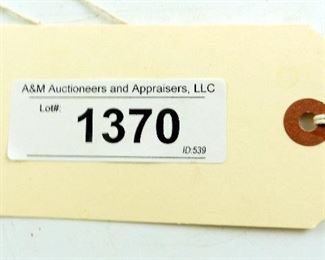 A&M Auctioneers and Appraisers, LLC
Lot#:
1370
ID:539